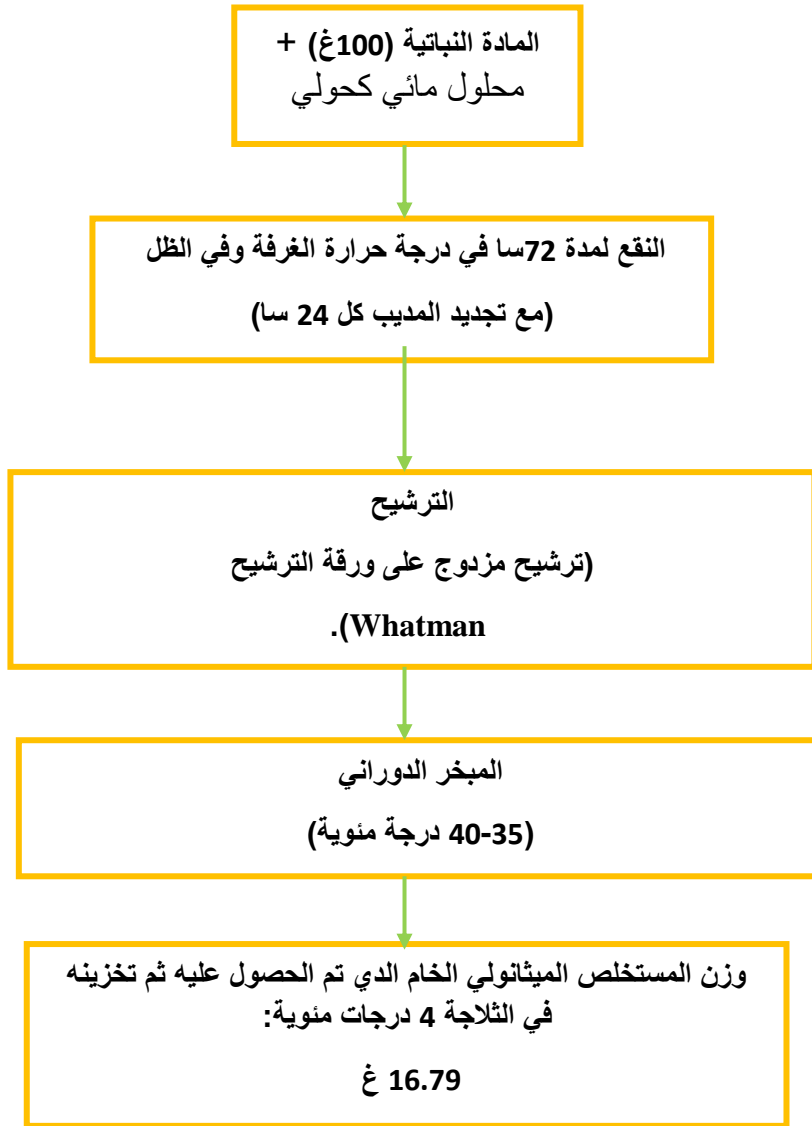 المادة النباتية (100غ) +
محلول مائي كحولي
النقع لمدة 72سا في درجة حرارة الغرفة وفي الظل
(مع تجديد المديب كل 24 سا)
الترشيح
(ترشيح مزدوج على ورقة الترشيح
Whatman).
المبخر الدوراني
(35-40 درجة مئوية)
وزن المستخلص الميثانولي الخام الدي تم الحصول عليه ثم تخزينه
في الثلاجة 4 درجات مئوية:
16.79 غ